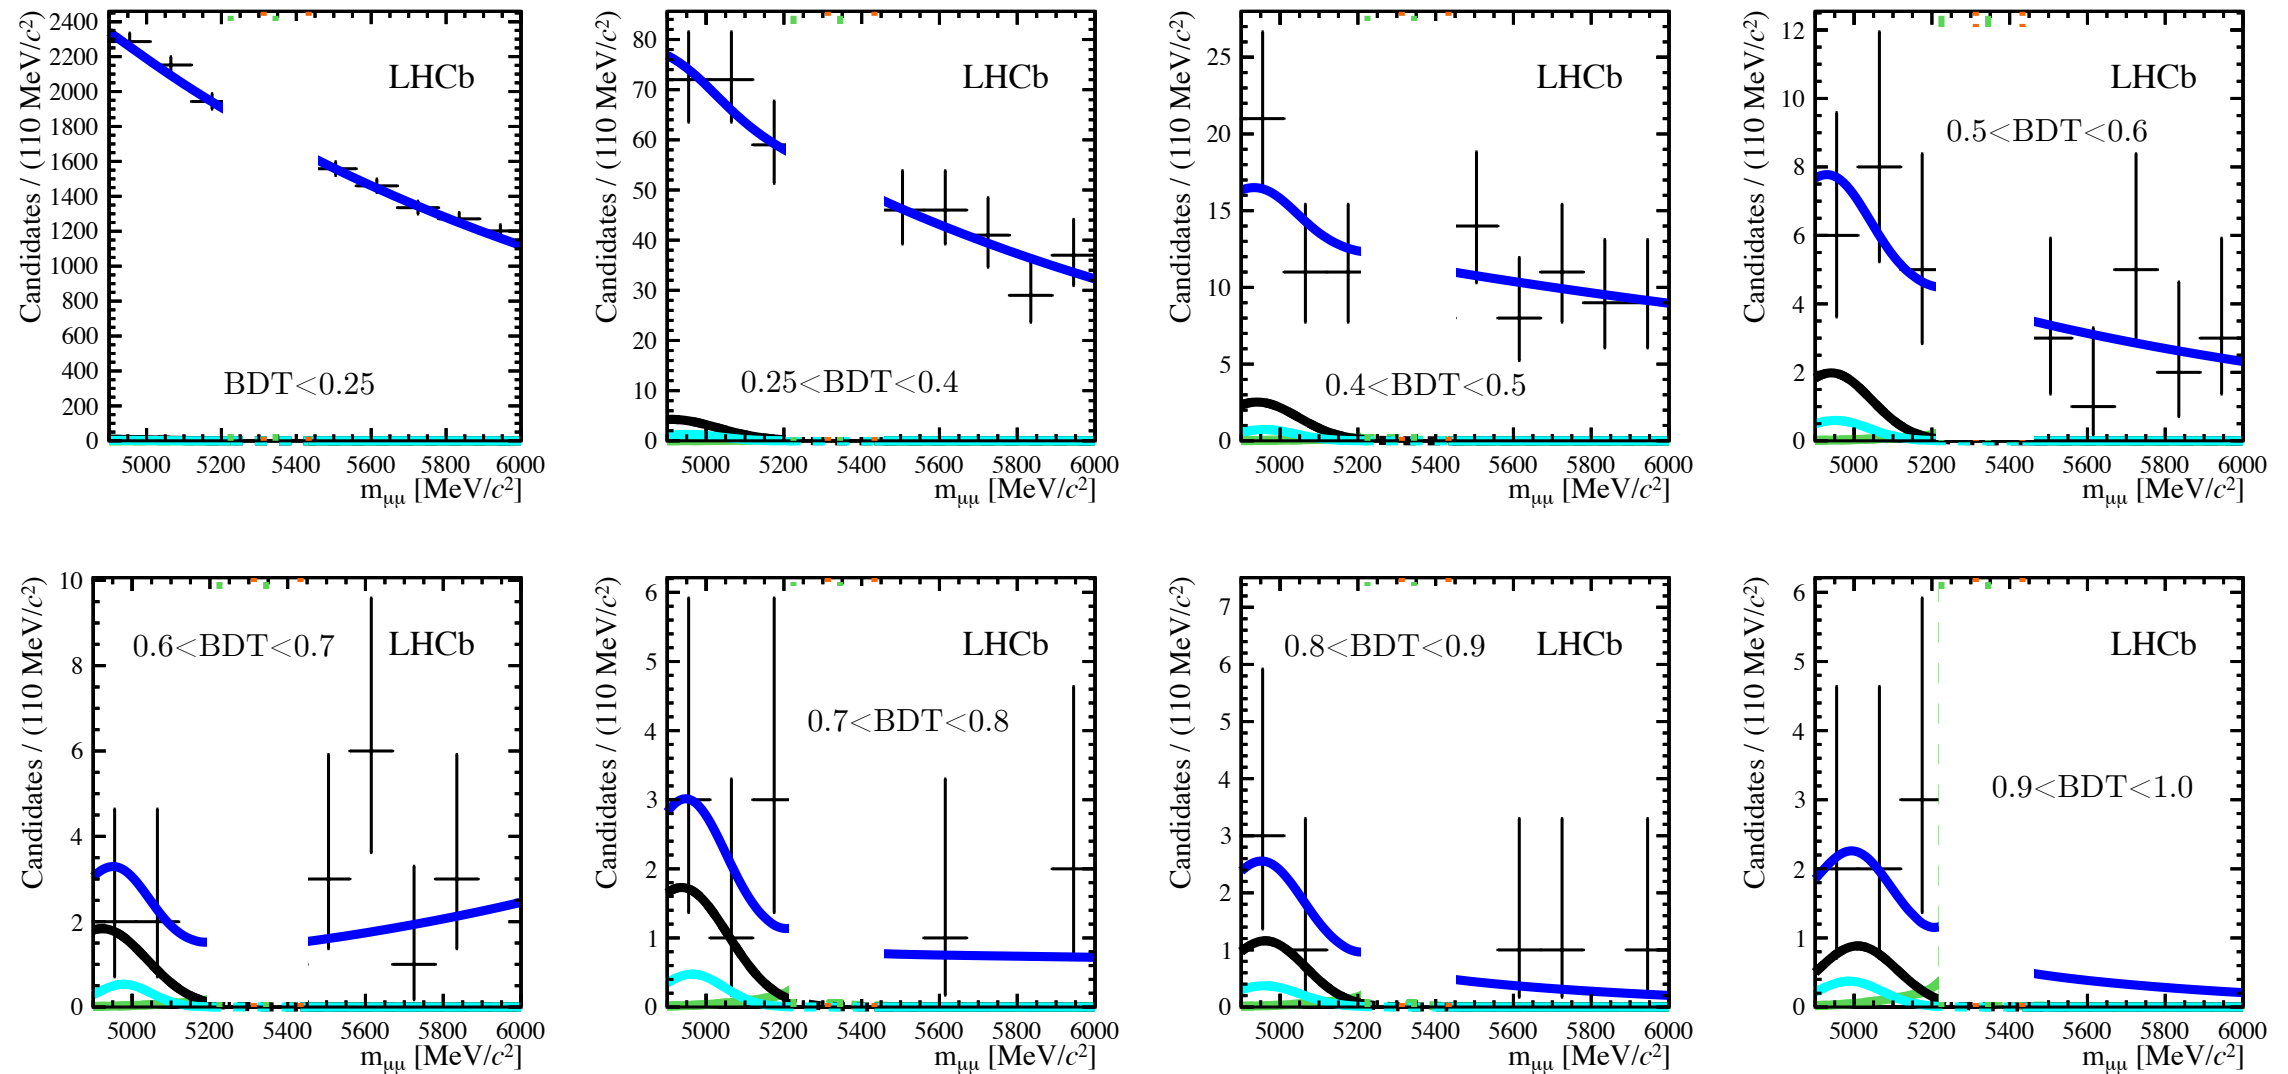 Candidates / (110 MeV/c²)
2400
2200
2000
1800
1600
1400
1200
1000
800
600
400
200
0
LHCb
BDT<0.25
5000 5200 5400 5600 5800 6000
mμμ [MeV/c²]
Candidates / (110 MeV/c²)
80
70
60
50
40
30
20
10
0
LHCb
0.25<BDT<0.4
5000 5200 5400 5600 5800 6000
mμμ [MeV/c²]
Candidates / (110 MeV/c²)
25
20
15
10
5
0
LHCb
0.4<BDT<0.5
5000 5200 5400 5600 5800 6000
mμμ [MeV/c²]
Candidates / (110 MeV/c²)
12
10
8
6
4
2
0
LHCb
0.5<BDT<0.6
5000 5200 5400 5600 5800 6000
mμμ [MeV/c²]
Candidates / (110 MeV/c²)
10
8
6
4
2
0
0.6<BDT<0.7 LHCb
5000 5200 5400 5600 5800 6000
mμμ [MeV/c²]
Candidates / (110 MeV/c²)
6
5
4
3
2
1
0
LHCb
0.7<BDT<0.8
5000 5200 5400 5600 5800 6000
mμμ [MeV/c²]
Candidates / (110 MeV/c²)
7
6
5
4
3
2
1
0
0.8<BDT<0.9 LHCb
5000 5200 5400 5600 5800 6000
mμμ [MeV/c²]
Candidates / (110 MeV/c²)
6
5
4
3
2
1
0
LHCb
0.9<BDT<1.0
5000 5200 5400 5600 5800 6000
mμμ [MeV/c²]